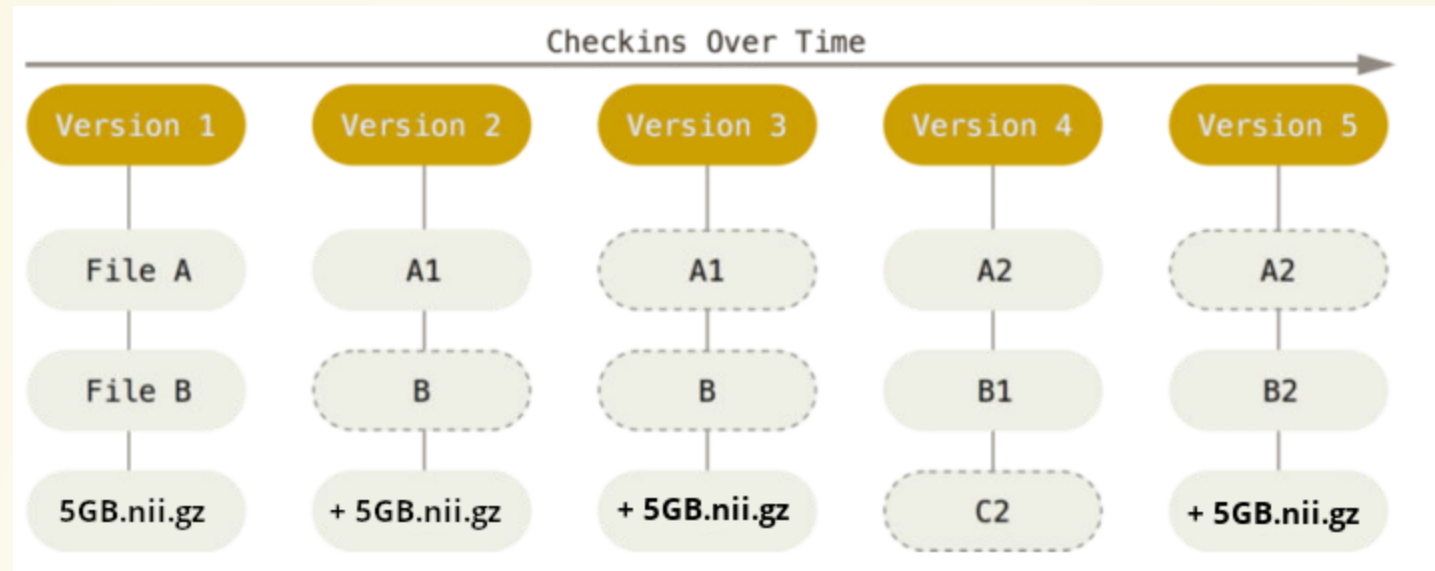 Checkins Over Time
Version 1 Version 2 Version 3 Version 4 Version 5
File A A1 A1 A2 A2
File B B B B1 B2
5GB.nii.gz + 5GB.nii.gz + 5GB.nii.gz C2 + 5GB.nii.gz